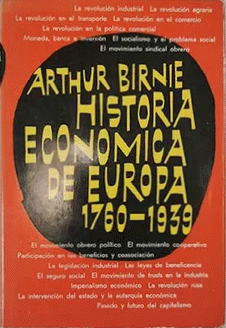 La revolución industrial   La revolución agraria
La revolución en el transporte   La revolución en el comercio
La revolución en la política comercial
Moneda, banca e inversión   El socialismo y el problema social
El movimiento sindical obrero
ARTHUR BIRNIE
HISTORIA
ECONOMICA
DE EUROPA
1760-1939
El movimiento obrero político   El movimiento cooperativo
Participación en los beneficios y coasociación
La legislación industrial   Las leyes de beneficencia
El seguro social   El movimiento de trusts en la industria
Imperialismo económico   La revolución rusa
La intervención del estado y la autarquía económica
Pasado y futuro del capitalismo